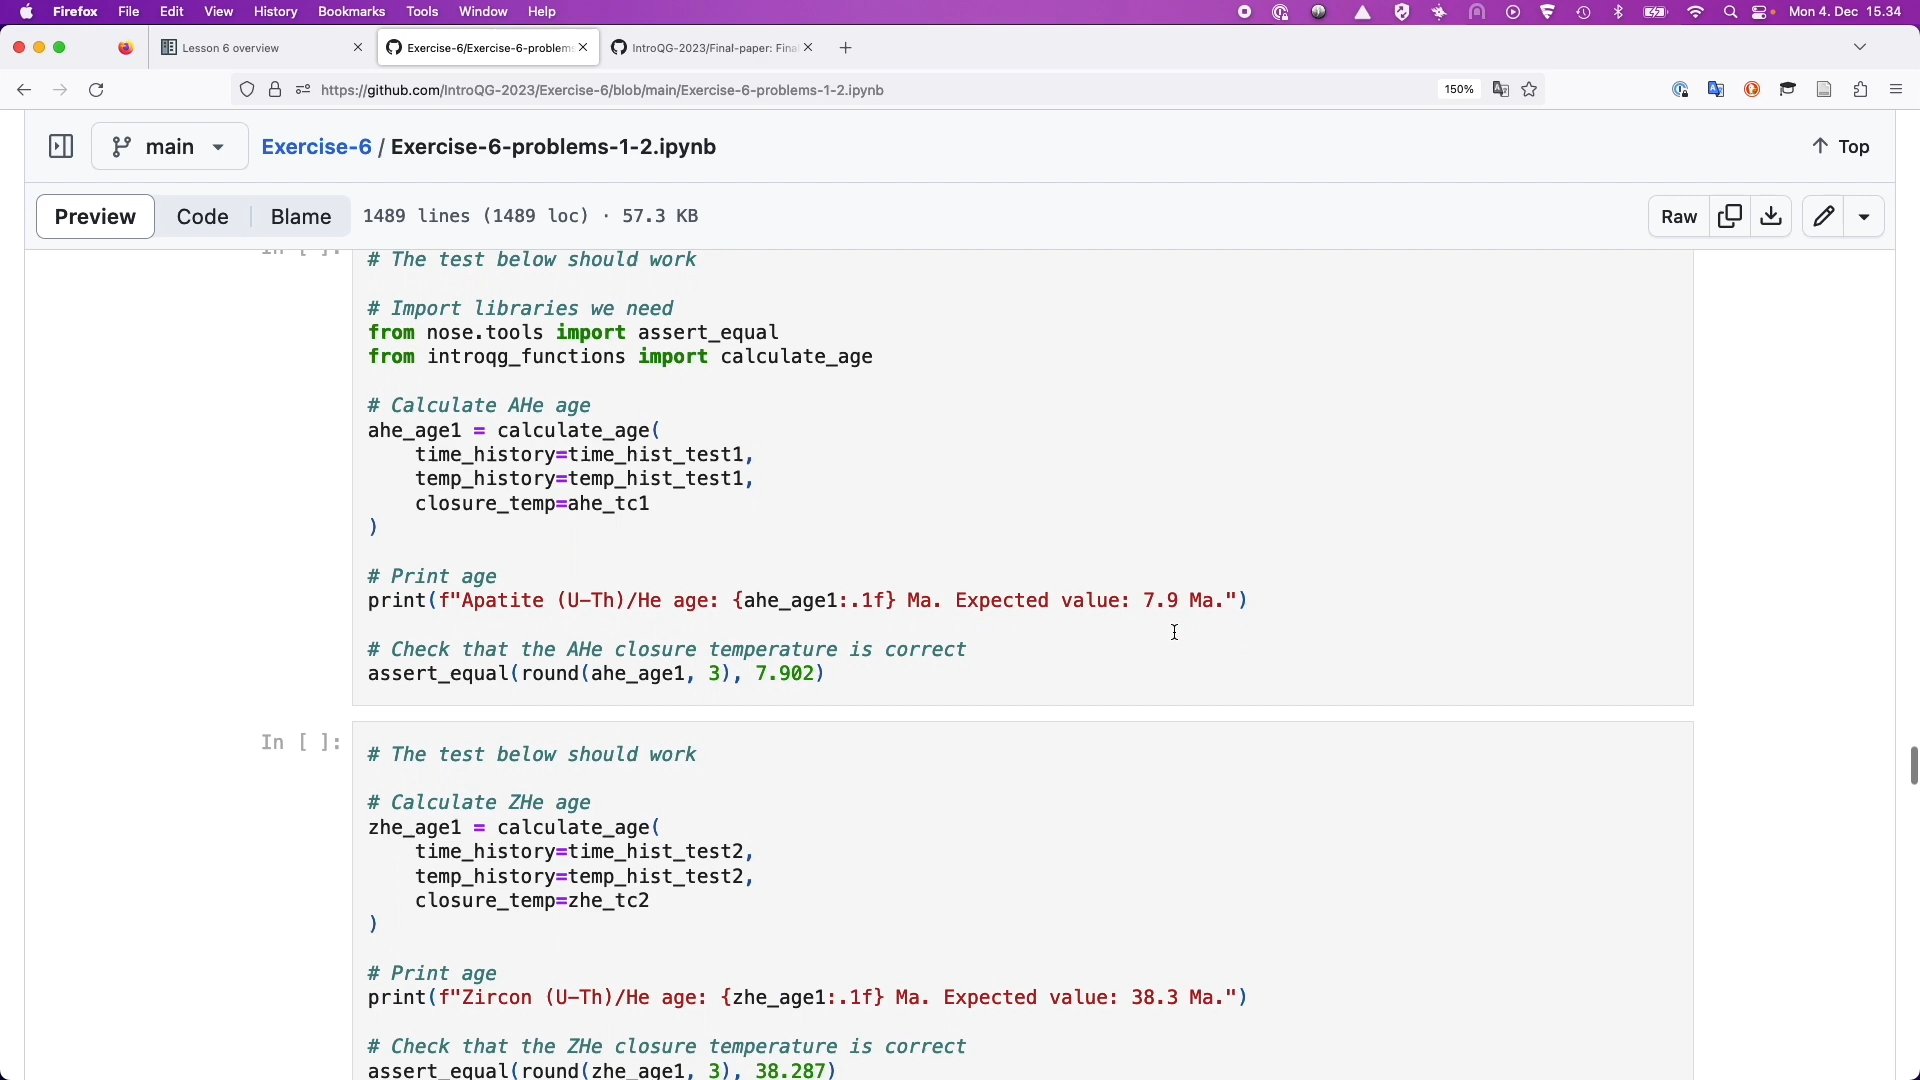 Firefox File Edit View History Bookmarks Tools Window Help Mon 4. Dec 15.34
Lesson 6 overview Exercise-6/Exercise-6-problem IntroQG-2023/Final-paper: Fina
https://github.com/IntroQG-2023/Exercise-6/blob/main/Exercise-6-problems-1-2.ipynb 150%
main Exercise-6 / Exercise-6-problems-1-2.ipynb Top
Preview Code Blame 1489 lines (1489 loc) · 57.3 KB Raw
In [ ]: # The test below should work
# Import libraries we need
from nose.tools import assert_equal
from introqg_functions import calculate_age
# Calculate AHe age
ahe_age1 = calculate_age(
time_history=time_hist_test1,
temp_history=temp_hist_test1,
closure_temp=ahe_tc1
)
# Print age
print(f"Apatite (U-Th)/He age: {ahe_age1:.1f} Ma. Expected value: 7.9 Ma.")
# Check that the AHe closure temperature is correct
assert_equal(round(ahe_age1, 3), 7.902)
In [ ]: # The test below should work
# Calculate ZHe age
zhe_age1 = calculate_age(
time_history=time_hist_test2,
temp_history=temp_hist_test2,
closure_temp=zhe_tc2
)
# Print age
print(f"Zircon (U-Th)/He age: {zhe_age1:.1f} Ma. Expected value: 38.3 Ma.")
# Check that the ZHe closure temperature is correct
assert_equal(round(zhe_age1, 3), 38.287)